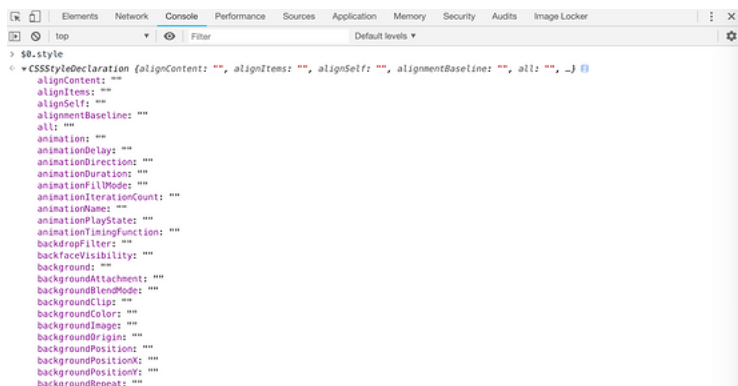 Elements Network Console Performance Sources Application Memory Security Audits Image Locker
top Filter Default levels
> $0.style
CSSStyleDeclaration {alignContent: "", alignItems: "", alignSelf: "", alignmentBaseline: "", all: "", …}
alignContent: ""
alignItems: ""
alignSelf: ""
alignmentBaseline: ""
all: ""
animation: ""
animationDelay: ""
animationDirection: ""
animationDuration: ""
animationFillMode: ""
animationIterationCount: ""
animationName: ""
animationPlayState: ""
animationTimingFunction: ""
backdropFilter: ""
backfaceVisibility: ""
background: ""
backgroundAttachment: ""
backgroundBlendMode: ""
backgroundClip: ""
backgroundColor: ""
backgroundImage: ""
backgroundOrigin: ""
backgroundPosition: ""
backgroundPositionX: ""
backgroundPositionY: ""
backgroundRepeat: ""